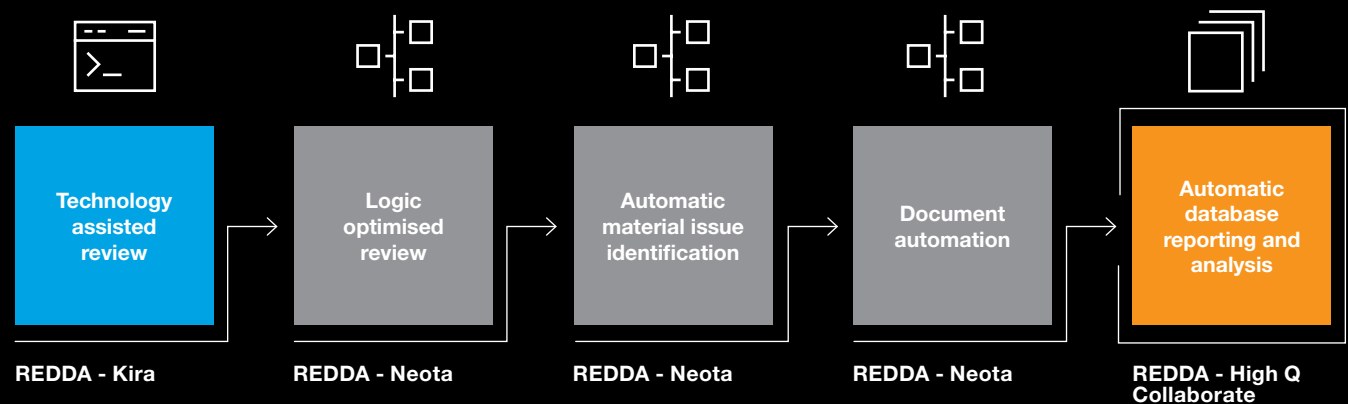 Technology
assisted
review
Logic
optimised
review
Automatic
material issue
identification
Document
automation
Automatic
database
reporting and
analysis
REDDA - Kira
REDDA - Neota
REDDA - Neota
REDDA - Neota
REDDA - High Q
Collaborate